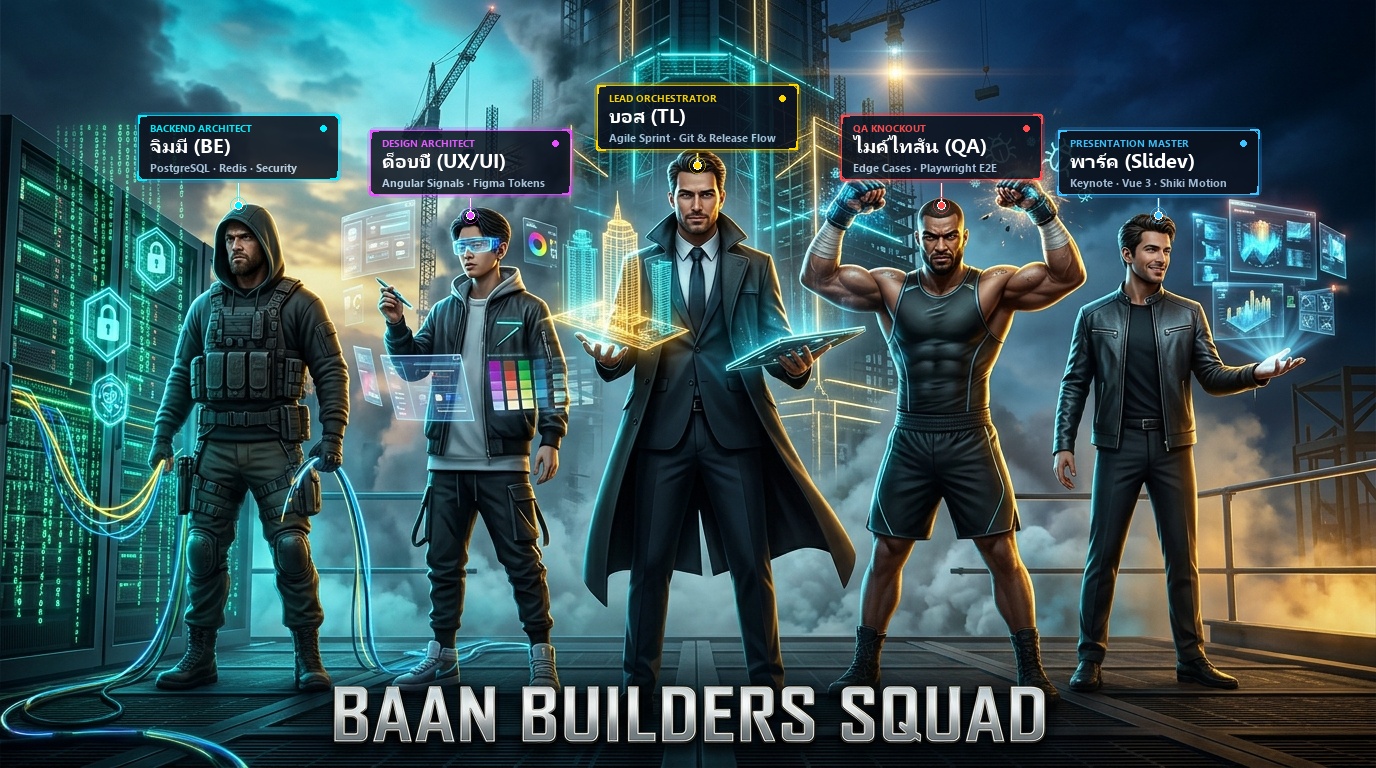 BACKEND ARCHITECT
จิมมี่ (BE)
PostgreSQL · Redis · Security
DESIGN ARCHITECT
ด็อบบี้ (UX/UI)
Angular Signals · Figma Tokens
LEAD ORCHESTRATOR
บอส (TL)
Agile Sprint · Git & Release Flow
QA KNOCKOUT
ไมค์ไทสัน (QA)
Edge Cases · Playwright E2E
PRESENTATION MASTER
พาร์ค (Slidev)
Keynote · Vue 3 · Shiki Motion
BAAN BUILDERS SQUAD